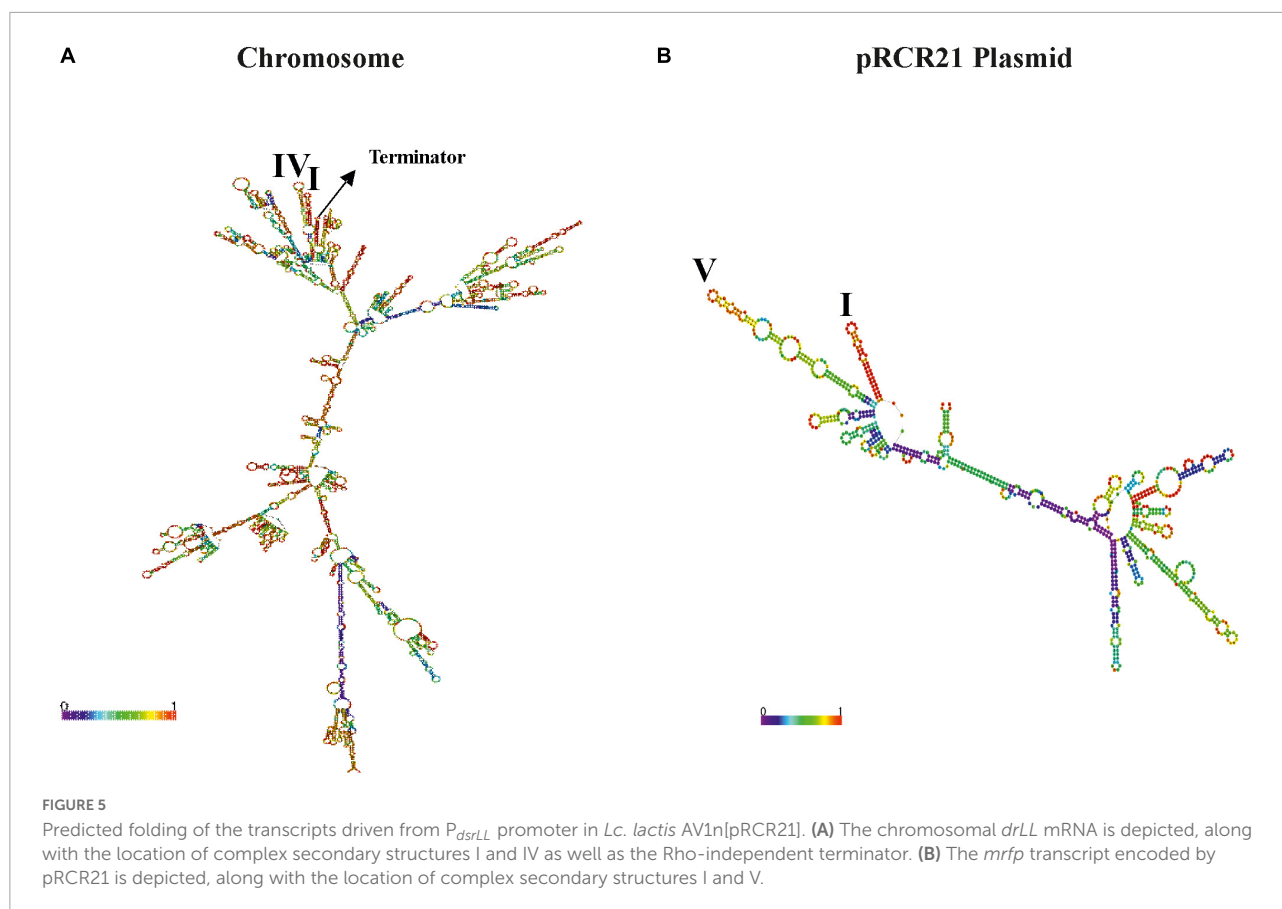 A
Chromosome
B
pRCR21 Plasmid
IV
I
Terminator
V
I
0
1
0
1
FIGURE 5
Predicted folding of the transcripts driven from PdsrLL promoter in Lc. lactis AV1n[pRCR21]. (A) The chromosomal drLL mRNA is depicted, along
with the location of complex secondary structures I and IV as well as the Rho-independent terminator. (B) The mrfp transcript encoded by
pRCR21 is depicted, along with the location of complex secondary structures I and V.